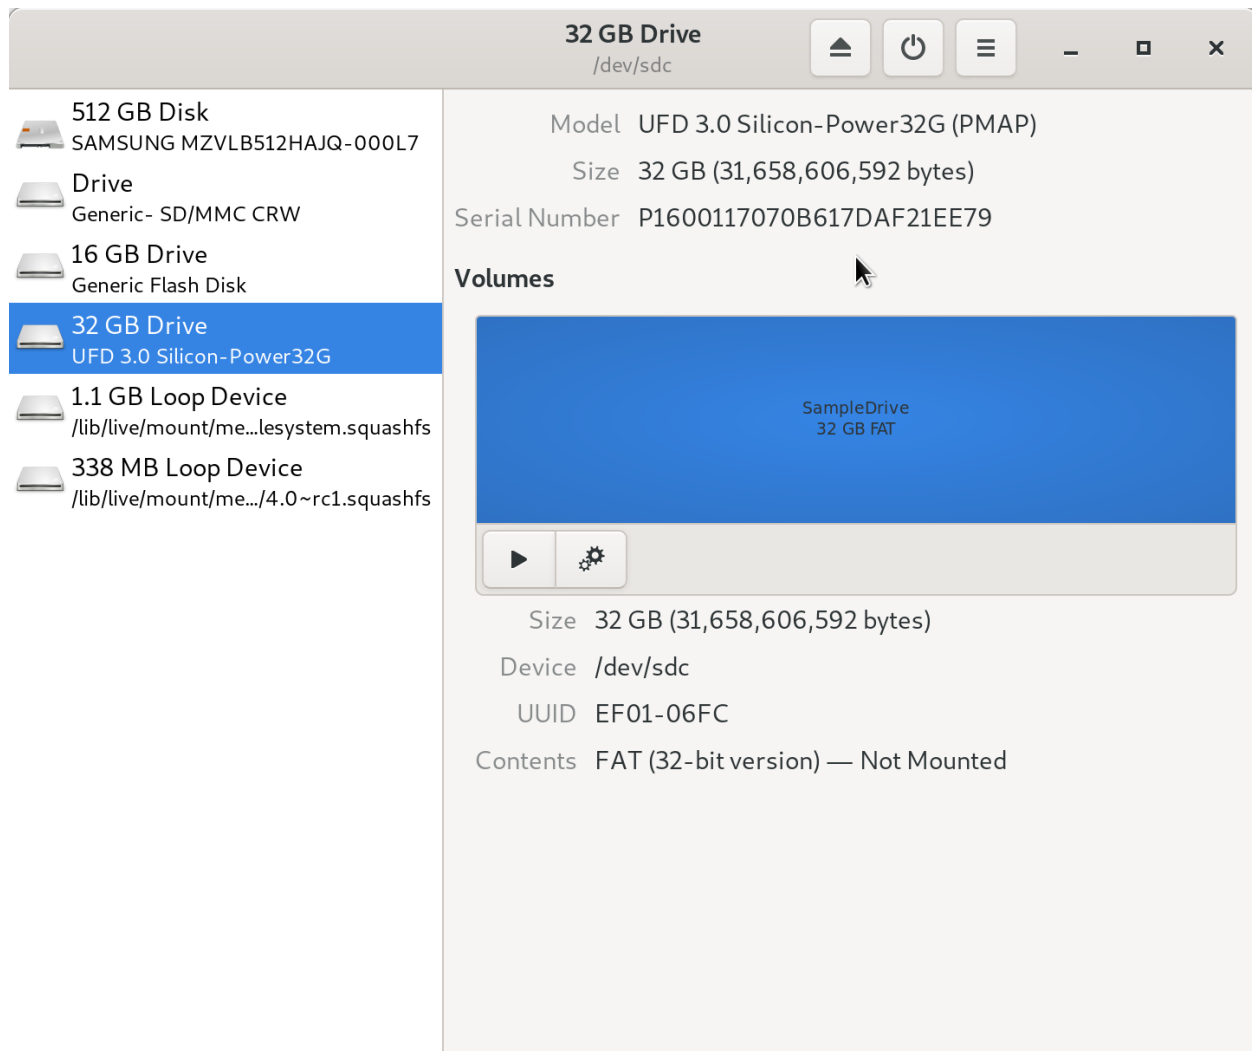 32 GB Drive
/dev/sdc
512 GB Disk
SAMSUNG MZVLB512HAJQ-000L7
Drive
Generic- SD/MMC CRW
16 GB Drive
Generic Flash Disk
32 GB Drive
UFD 3.0 Silicon-Power32G
1.1 GB Loop Device
/lib/live/mount/me...lesystem.squashfs
338 MB Loop Device
/lib/live/mount/me.../4.0~rc1.squashfs
Model UFD 3.0 Silicon-Power32G (PMAP)
Size 32 GB (31,658,606,592 bytes)
Serial Number P1600117070B617DAF21EE79
Volumes
SampleDrive
32 GB FAT
Size 32 GB (31,658,606,592 bytes)
Device /dev/sdc
UUID EF01-06FC
Contents FAT (32-bit version) — Not Mounted